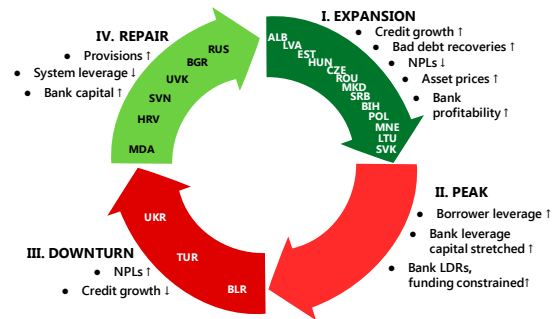 I. EXPANSION
● Credit growth ↑
● Bad debt recoveries ↑
● NPLs ↓
● Asset prices ↑
● Bank
profitability ↑
ALB
LVA
EST
HUN
CZE
ROU
MKD
SRB
BIH
POL
MNE
LTU
SVK
II. PEAK
● Borrower leverage ↑
● Bank leverage
capital stretched ↑
● Bank LDRs,
funding constrained↑
III. DOWNTURN
● NPLs ↑
● Credit growth ↓
BLR
TUR
UKR
IV. REPAIR
● Provisions ↑
● System leverage ↓
● Bank capital ↑
RUS
BGR
UVK
SVN
HRV
MDA